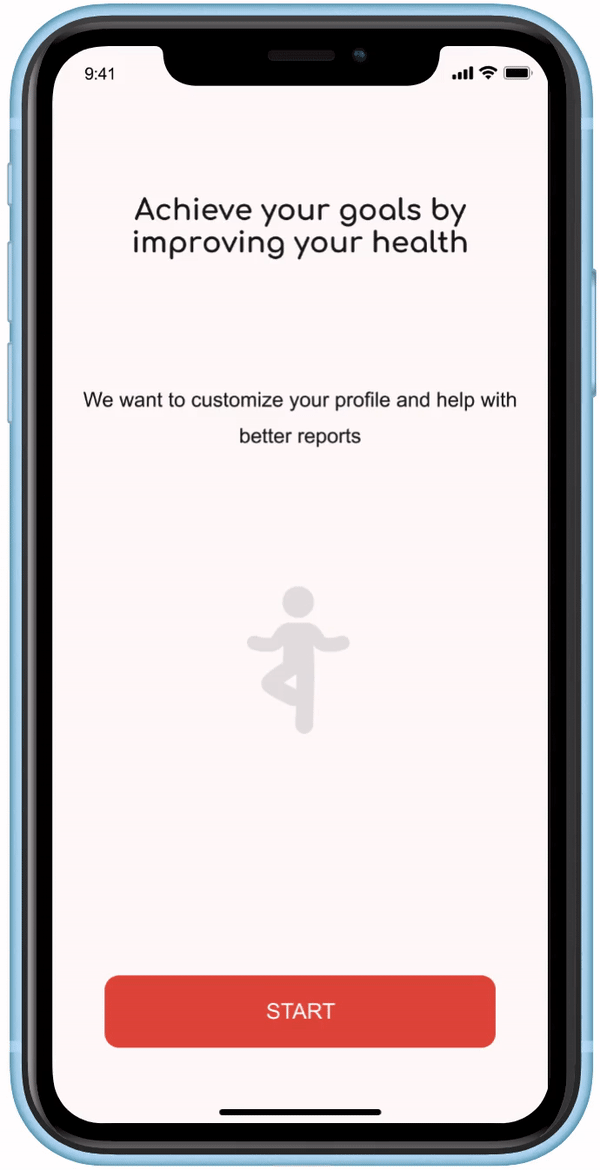 9:41
Achieve your goals by
improving your health
We want to customize your profile and help with
better reports
START